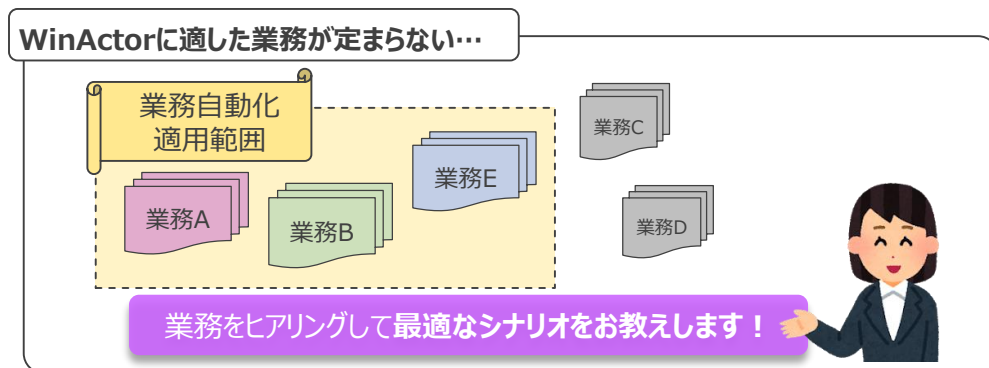 WinActorに適した業務が定まらない…
業務自動化
適用範囲
業務A
業務B
業務E
業務C
業務D
業務をヒアリングして最適なシナリオをお教えします！